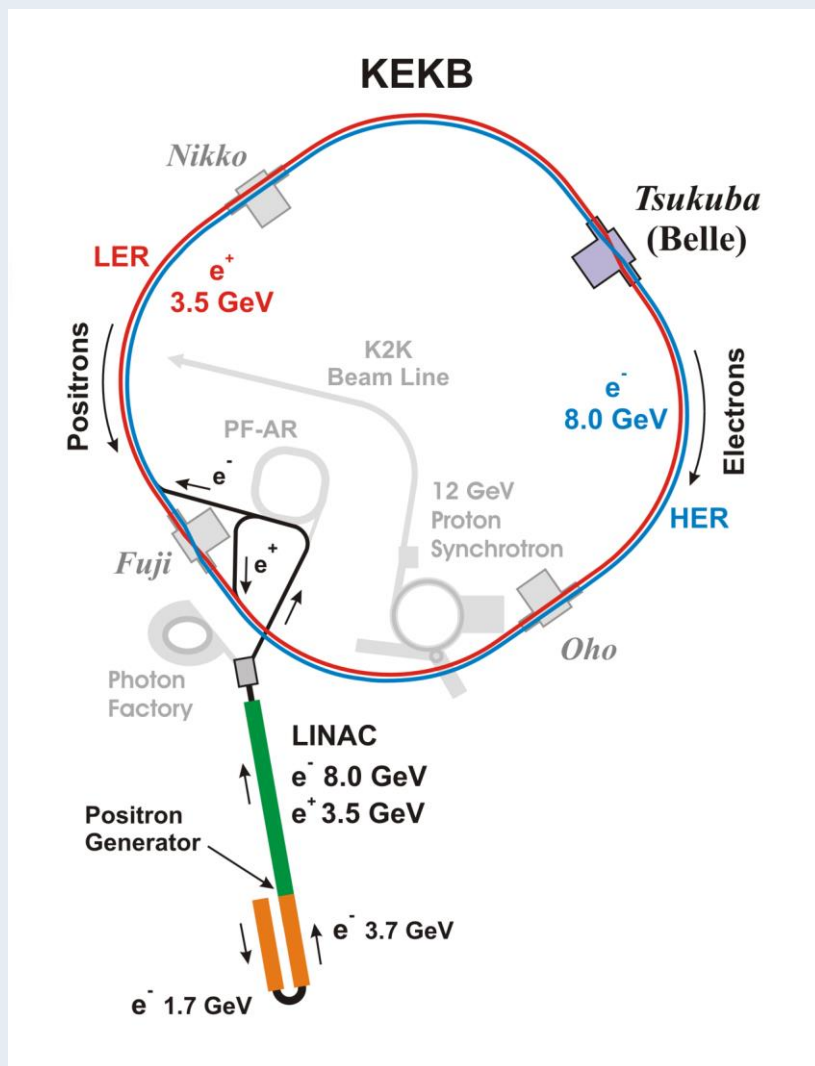 KEKB
Nikko
Tsukuba
(Belle)
LER
e+
3.5 GeV
Positrons
K2K
Beam Line
e-
8.0 GeV
Electrons
PF-AR
e-
12 GeV
Proton
Synchrotron
HER
Fuji
e+
Oho
Photon
Factory
LINAC
e- 8.0 GeV
e+ 3.5 GeV
Positron
Generator
e- 3.7 GeV
e- 1.7 GeV